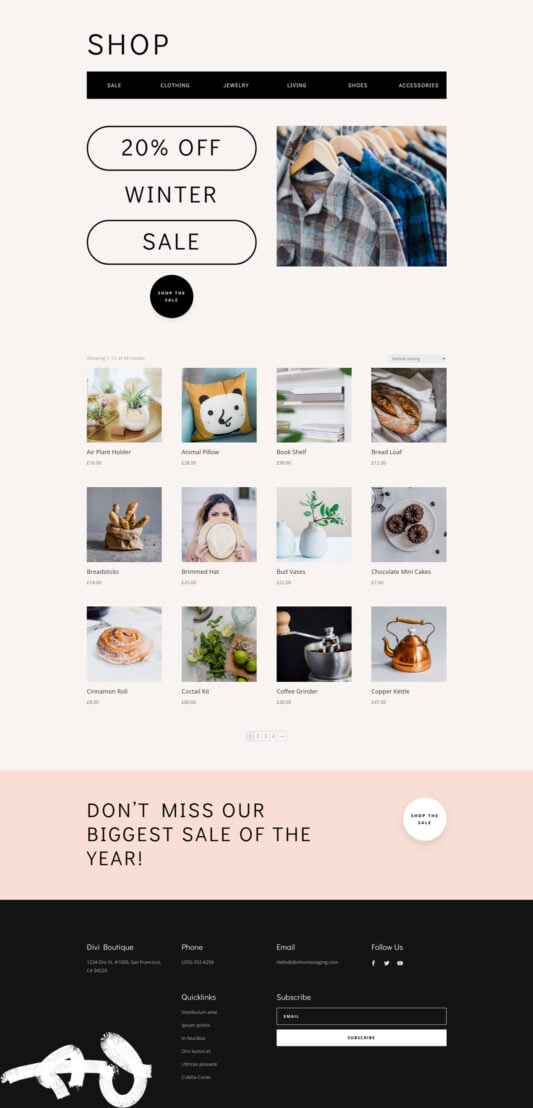 SHOP
SALE CLOTHING JEWELRY LIVING SHOES ACCESSORIES
20% OFF
WINTER
SALE
SHOP THE
SALE
Showing 1–12 of 44 results
Default sorting
Air Plant Holder
£16.00
Animal Pillow
£28.00
Book Shelf
£99.00
Bread Loaf
£12.00
Breadsticks
£14.00
Brimmed Hat
£25.00
Bud Vases
£22.00
Chocolate Mini Cakes
£7.00
Cinnamon Roll
£8.00
Coctail Kit
£60.00
Coffee Grinder
£30.00
Copper Kettle
£47.00
1 2 3 4 →
DON'T MISS OUR
BIGGEST SALE OF THE
YEAR!
SHOP THE
SALE
Divi Boutique
1234 Divi St. #1000, San Francisco,
CA 94220
Phone
(255) 352-6258
Email
Hello@divihomestaging.com
Follow Us
Quicklinks
Vestibulum ante
Ipsum primis
In faucibus
Orci luctus et
Ultrices posuere
Cubilia Curae
Subscribe
EMAIL
SUBSCRIBE